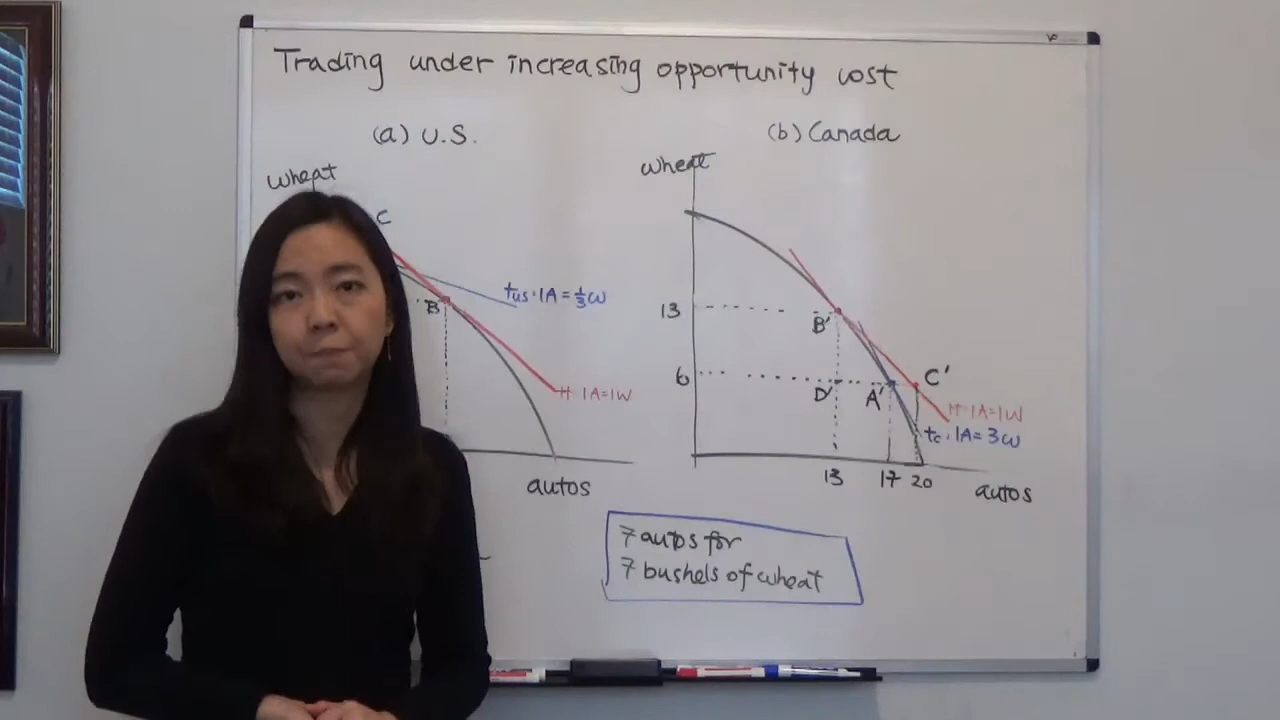 Trading under increasing opportunity cost
(a) U.S.
(b) Canada
wheat
C
B
tus: 1A = 1/3 W
tt 1A=1W
autos
wheat
13
6
B'
D'
A'
C'
tt 1A=1W
tc: 1A= 3W
13 17 20
autos
7 autos for
7 bushels of wheat